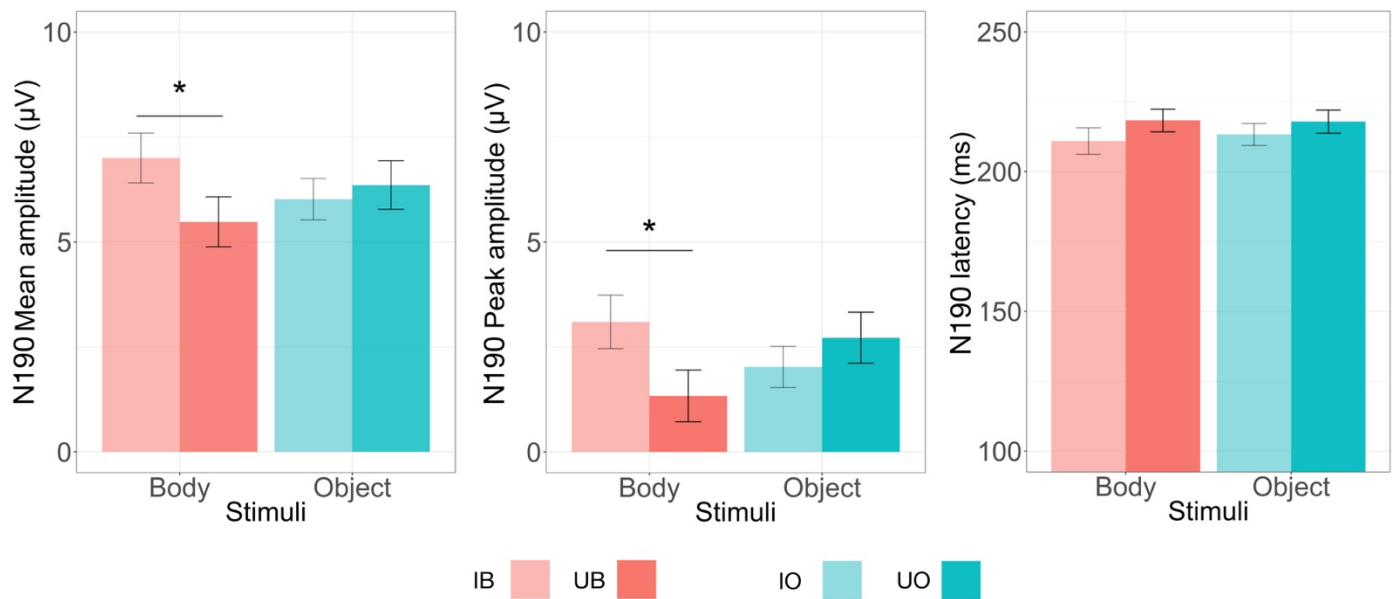 N190 Mean amplitude (µV)
10
5
0
*
Body Object
Stimuli
N190 Peak amplitude (µV)
10
5
0
*
Body Object
Stimuli
N190 latency (ms)
250
200
150
100
Body Object
Stimuli
IB UB IO UO